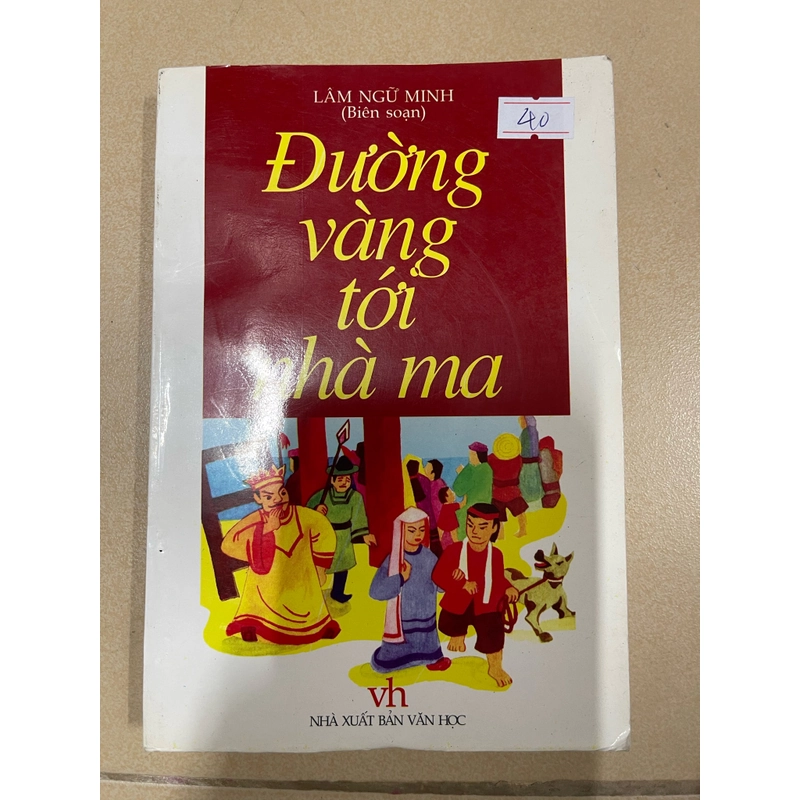 LÂM NGỮ MINH
(Biên soạn)
40
Đường
vàng
tới
nhà ma
vh
NHÀ XUẤT BẢN VĂN HỌC